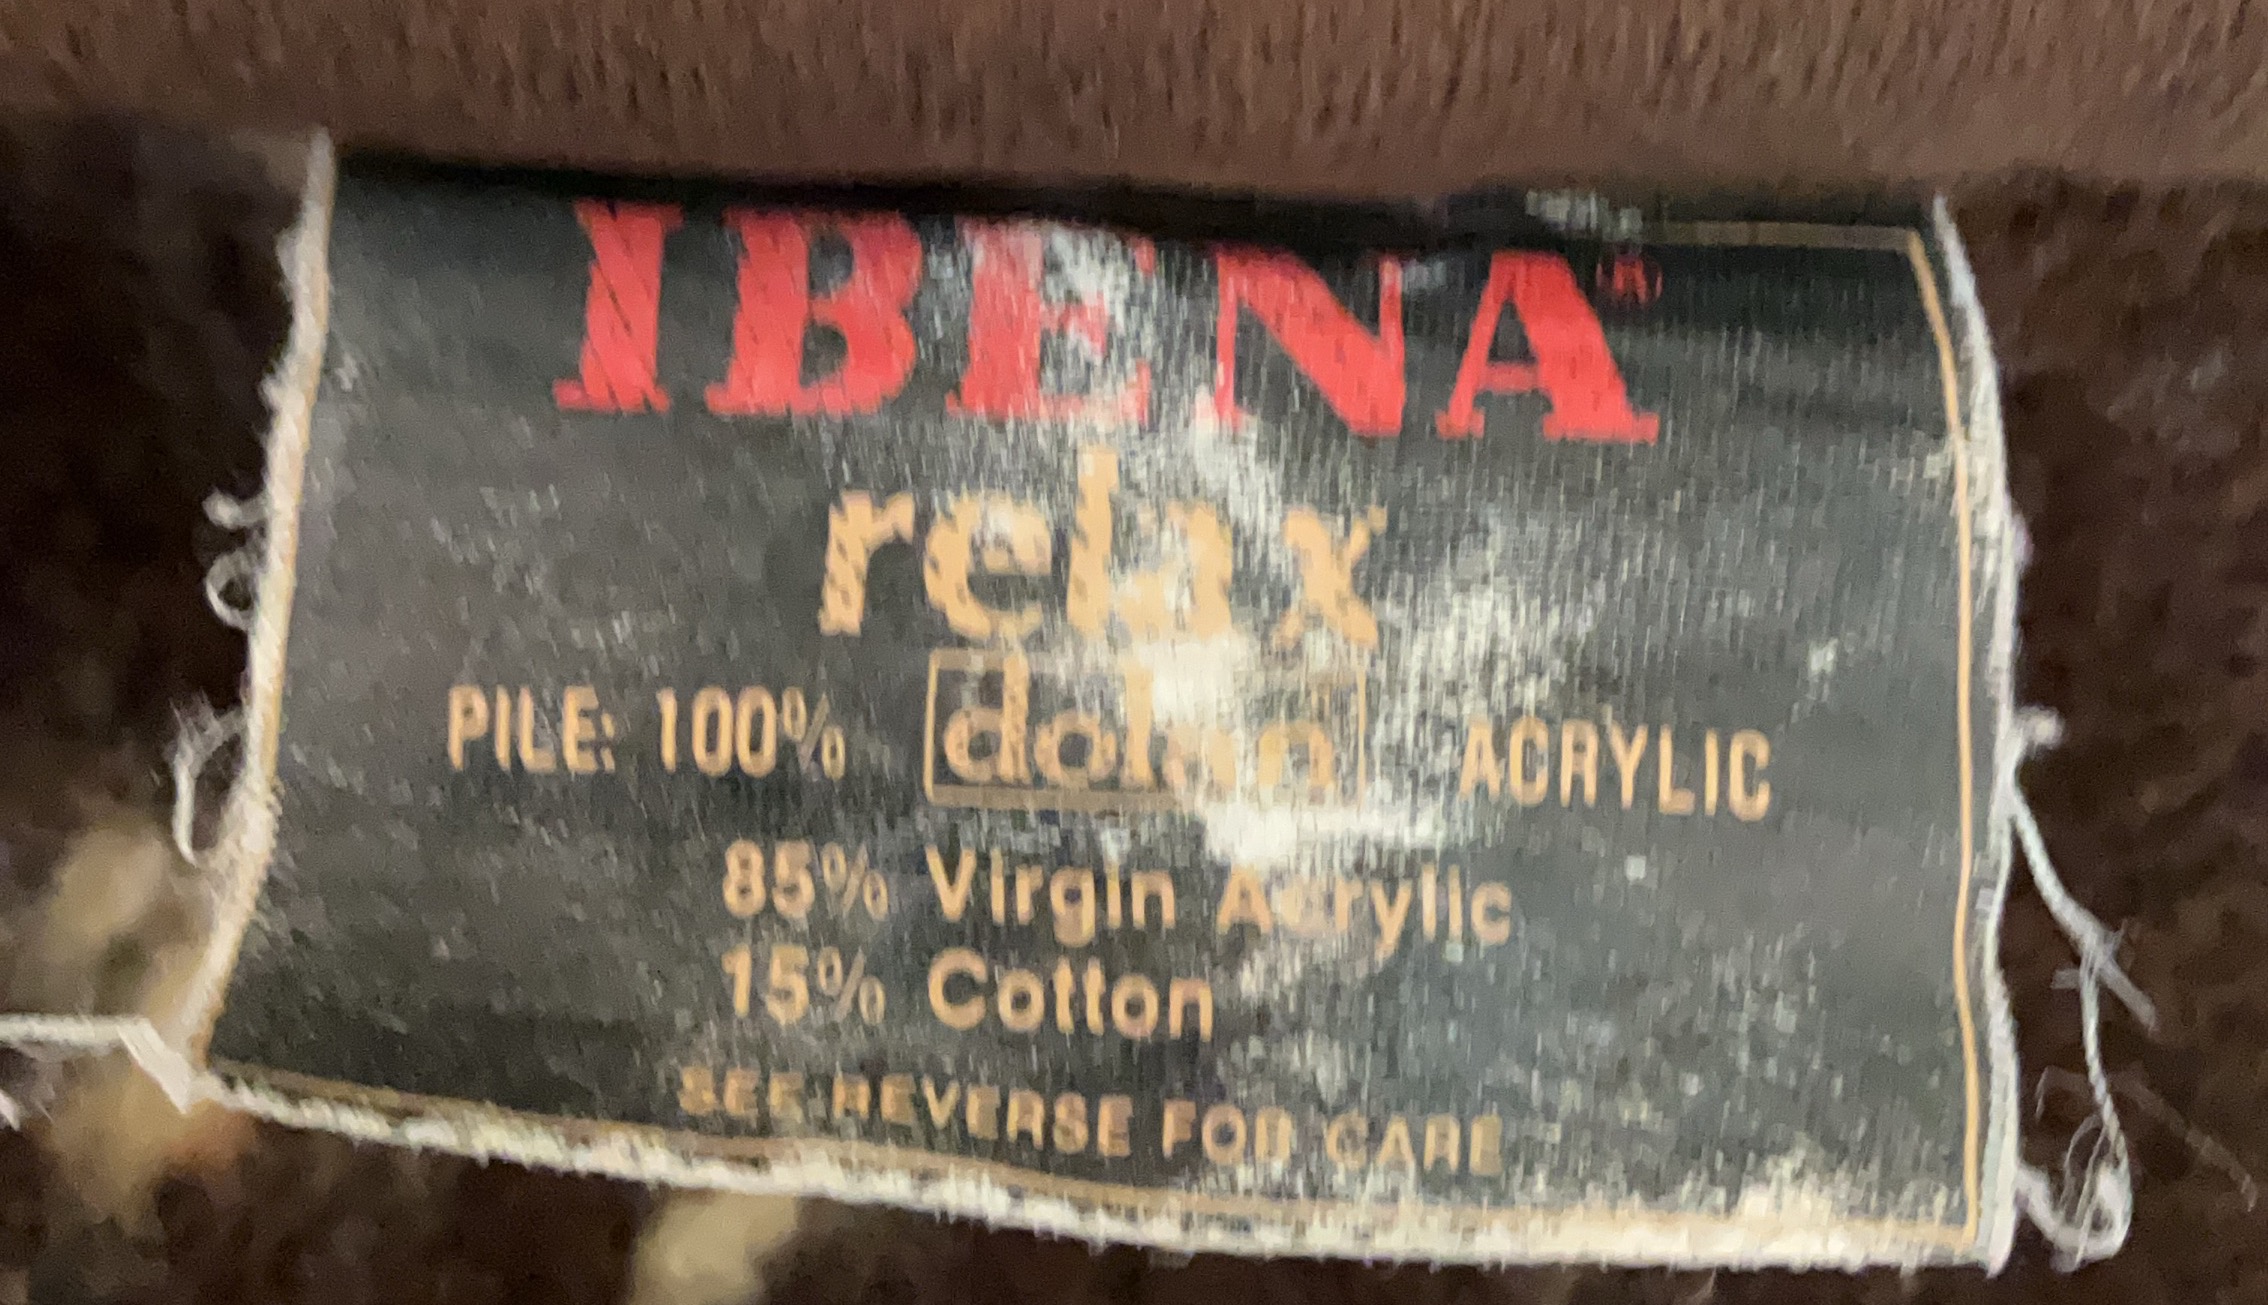 IBENA®
relax
PILE: 100% dolan ACRYLIC
85% Virgin Acrylic
15% Cotton
SEE REVERSE FOR CARE